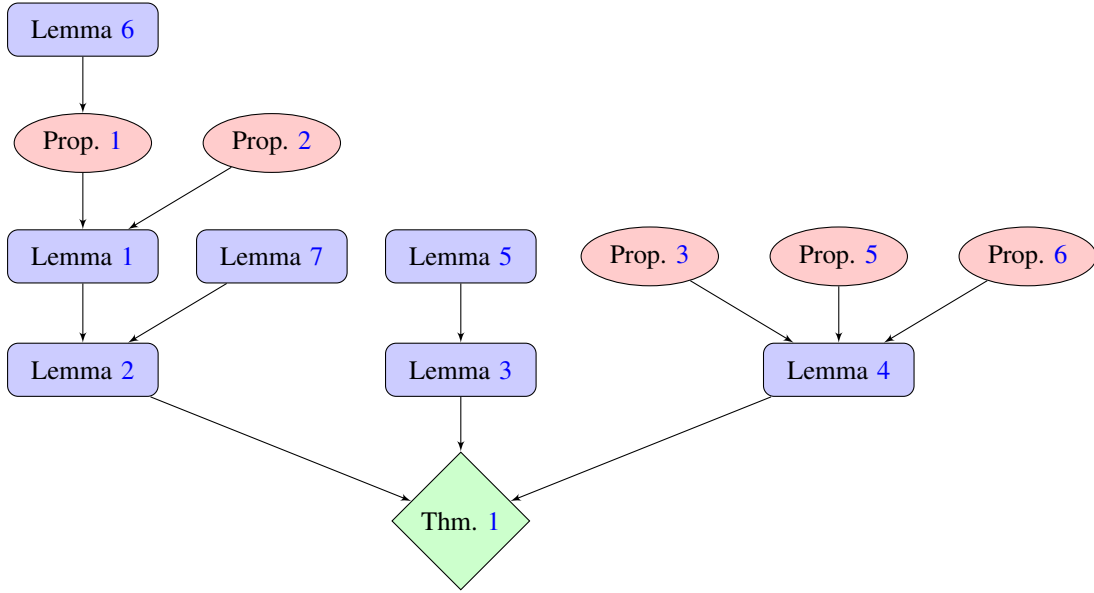 Lemma 6
Prop. 1
Prop. 2
Lemma 1
Lemma 7
Lemma 5
Prop. 3
Prop. 5
Prop. 6
Lemma 2
Lemma 3
Lemma 4
Thm. 1